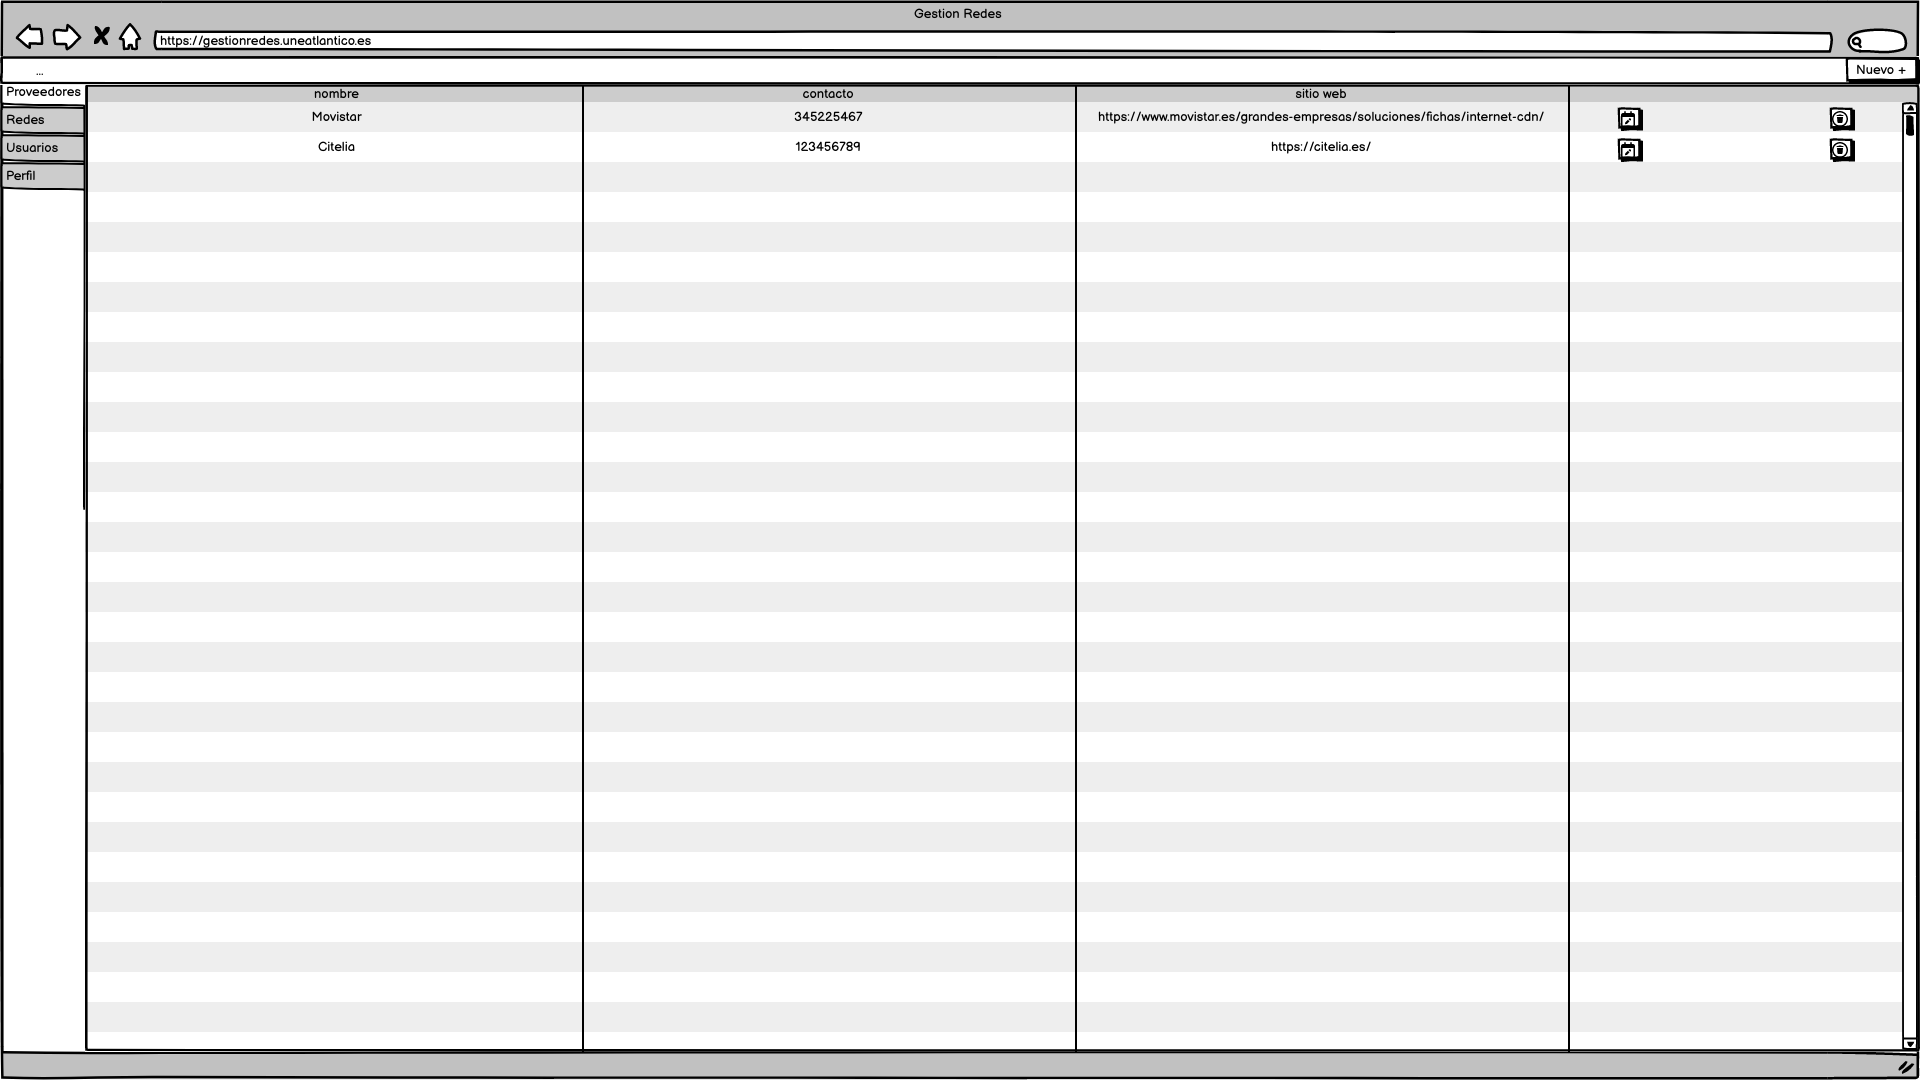 Gestion Redes
https://gestionredes.uneatlantico.es
...
Nuevo +
Proveedores
Redes
Usuarios
Perfil
nombre contacto sitio web
Movistar 345225467 https://www.movistar.es/grandes-empresas/soluciones/fichas/internet-cdn/
Citelia 123456789 https://citelia.es/